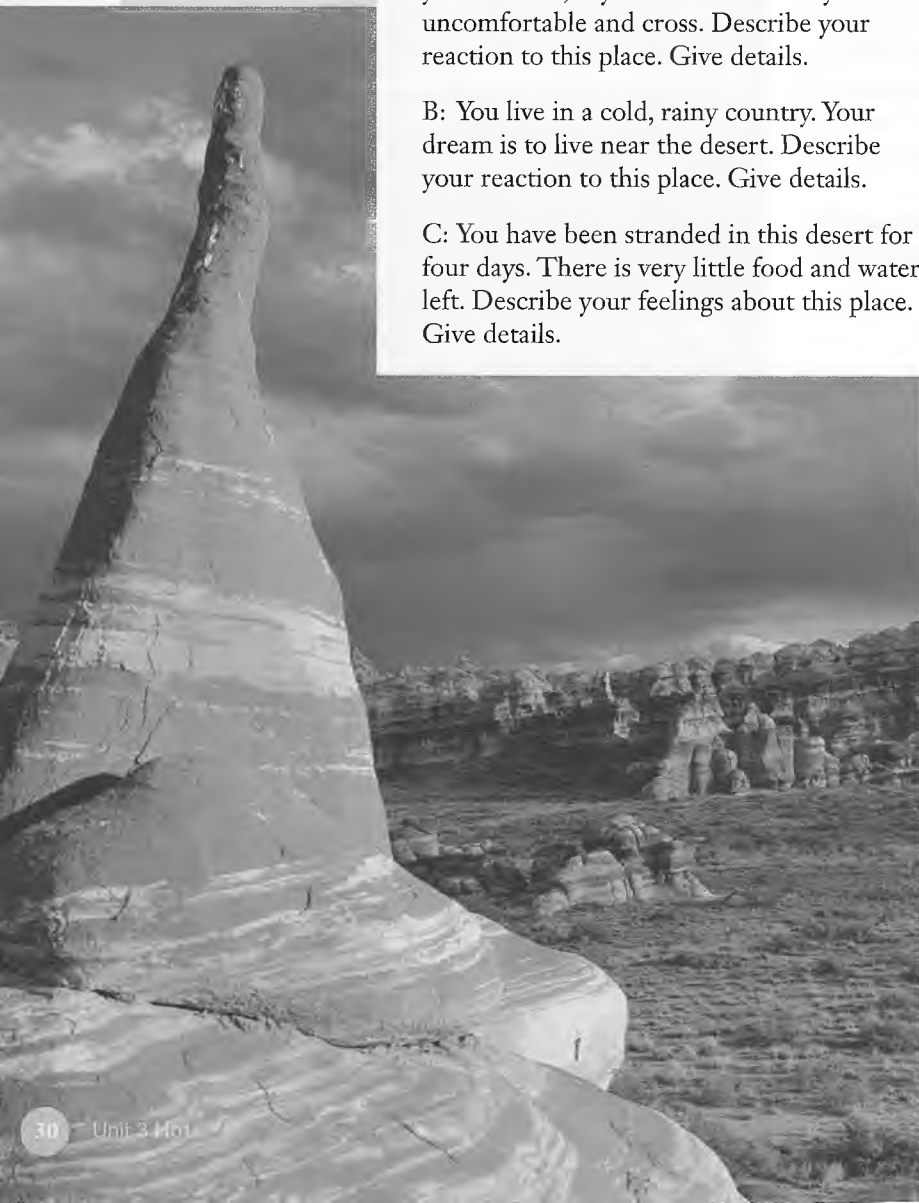 uncomfortable and cross. Describe your
reaction to this place. Give details.
B: You live in a cold, rainy country. Your
dream is to live near the desert. Describe
your reaction to this place. Give details.
C: You have been stranded in this desert for
four days. There is very little food and water
left. Describe your feelings about this place.
Give details.
30 Unit 3 Hot